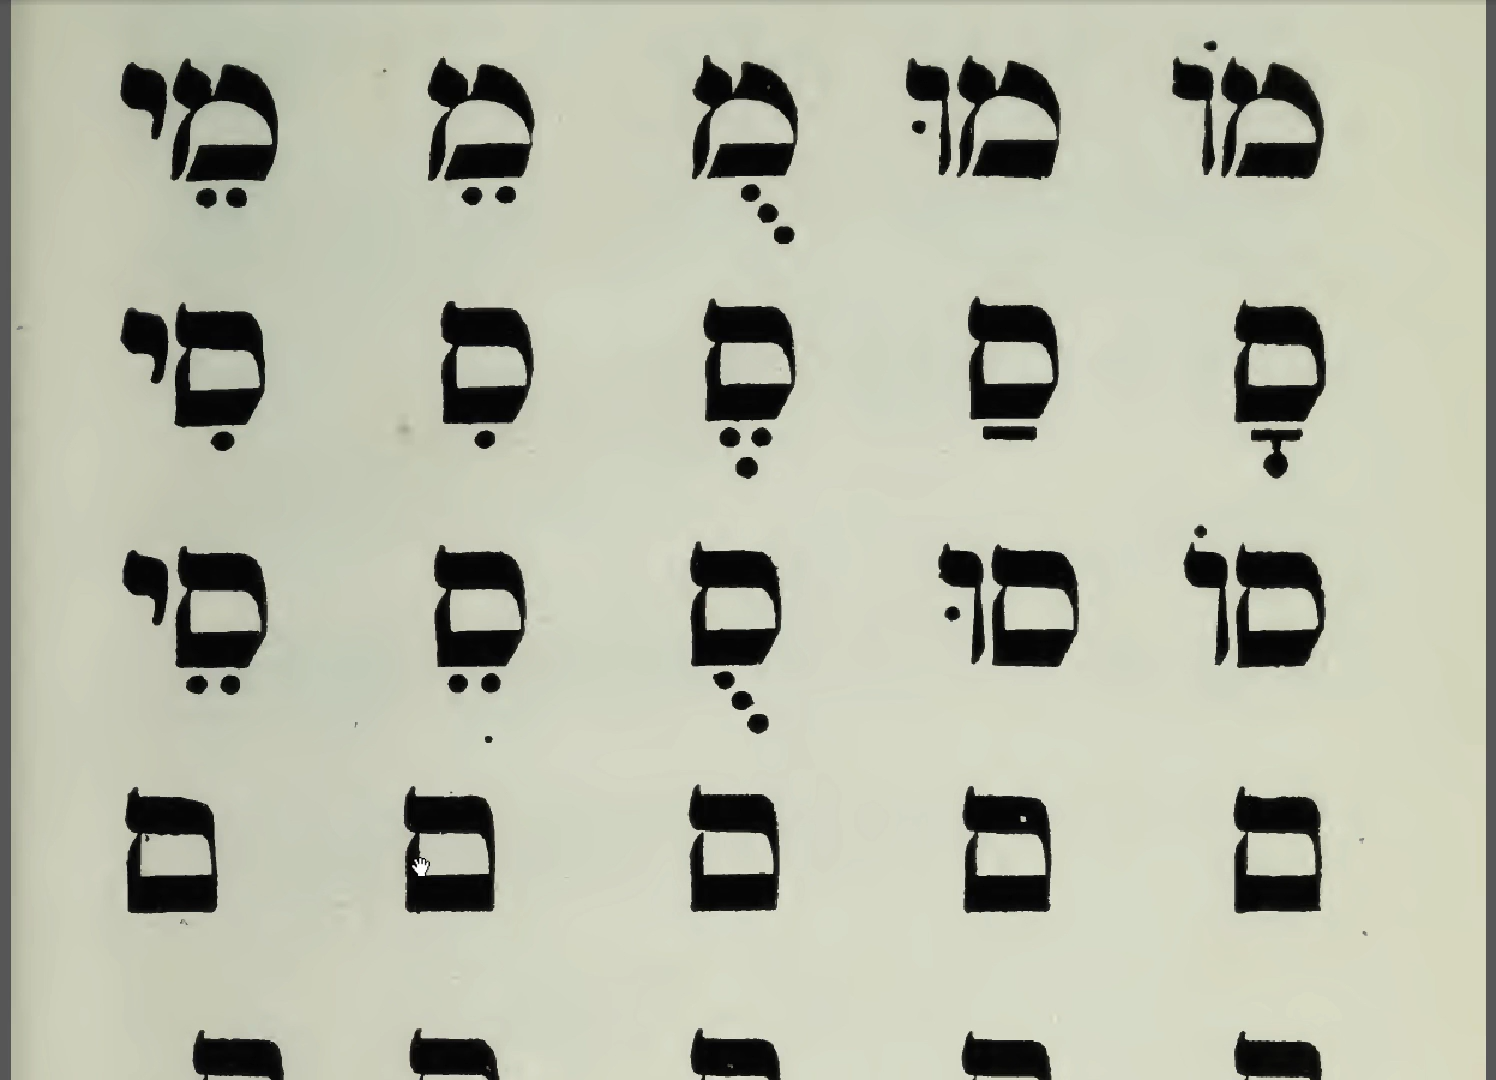 מוֹ מוּ מֻ מֵ מֵי
סָ סַ סֶ סִ סִי
סוֹ סוּ סֻ סֵ סֵי
ם ם ם ם ם